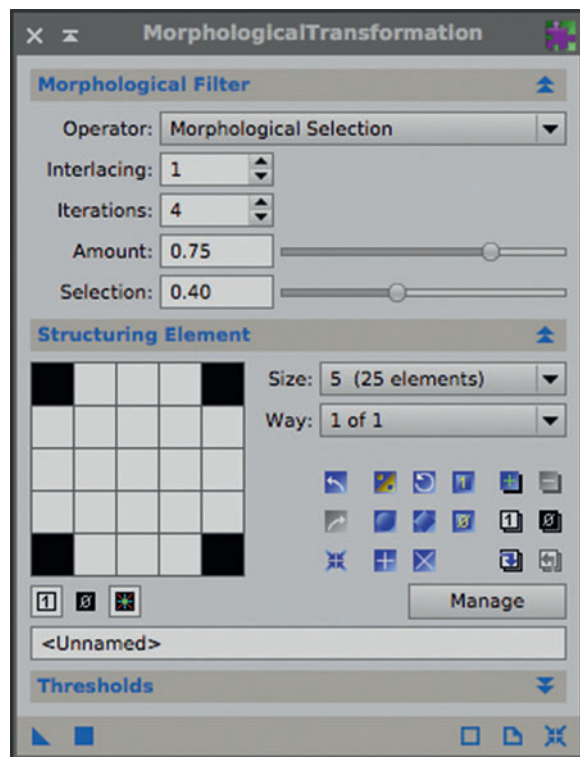 MorphologicalTransformation
Morphological Filter
Operator: Morphological Selection
Interlacing: 1
Iterations: 4
Amount: 0.75
Selection: 0.40
Structuring Element
Size: 5 (25 elements)
Way: 1 of 1
Manage
<Unnamed>
Thresholds